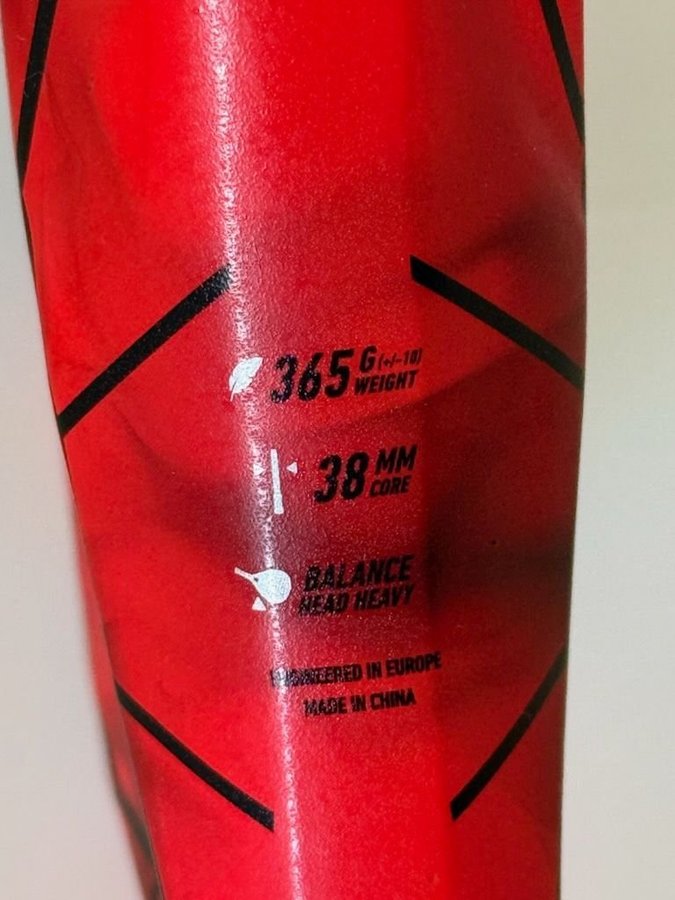 365 G (+/-10)
WEIGHT
38 MM
CORE
BALANCE
HEAD HEAVY
ENGINEERED IN EUROPE
MADE IN CHINA